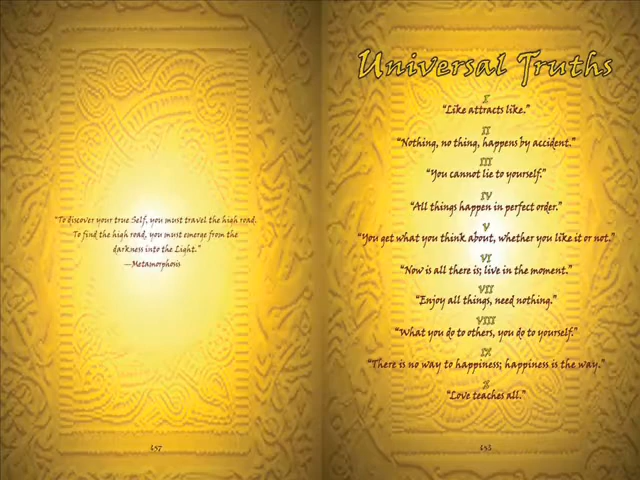 “To discover your true Self, you must travel the high road.
To find the high road, you must emerge from the
darkness into the Light.”
—Metamorphosis
657
Universal Truths
I
“Like attracts like.”
II
“Nothing, no thing, happens by accident.”
III
“You cannot lie to yourself.”
IV
“All things happen in perfect order.”
V
“You get what you think about, whether you like it or not.”
VI
“Now is all there is; live in the moment.”
VII
“Enjoy all things, need nothing.”
VIII
“What you do to others, you do to yourself.”
IX
“There is no way to happiness; happiness is the way.”
X
“Love teaches all.”
658